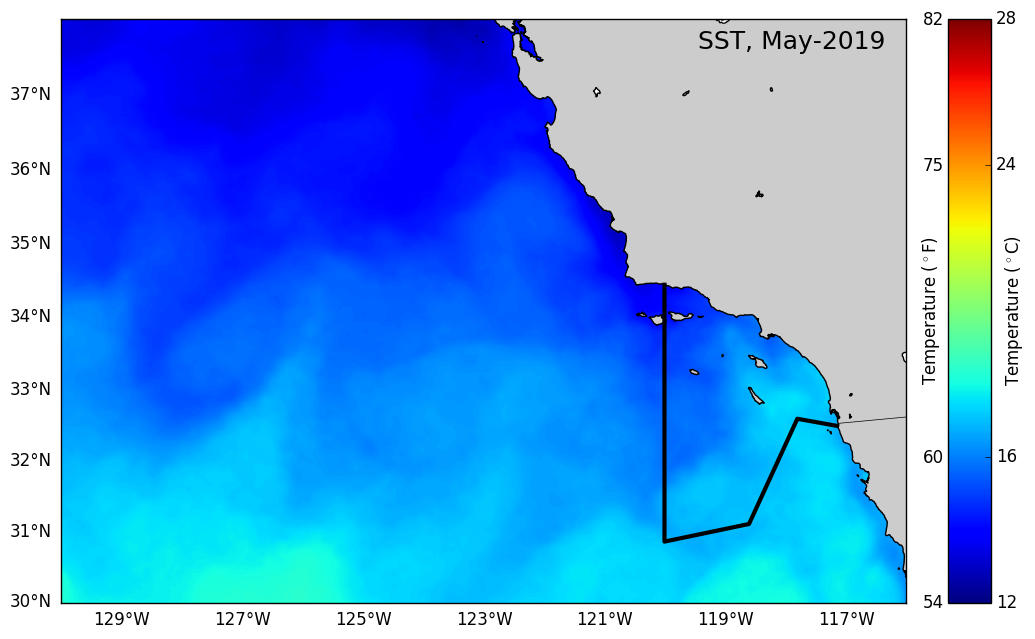 SST, May-2019
37°N
36°N
35°N
34°N
33°N
32°N
31°N
30°N
129°W
127°W
125°W
123°W
121°W
119°W
117°W
82
75
60
54
Temperature (°F)
28
24
16
12
Temperature (°C)